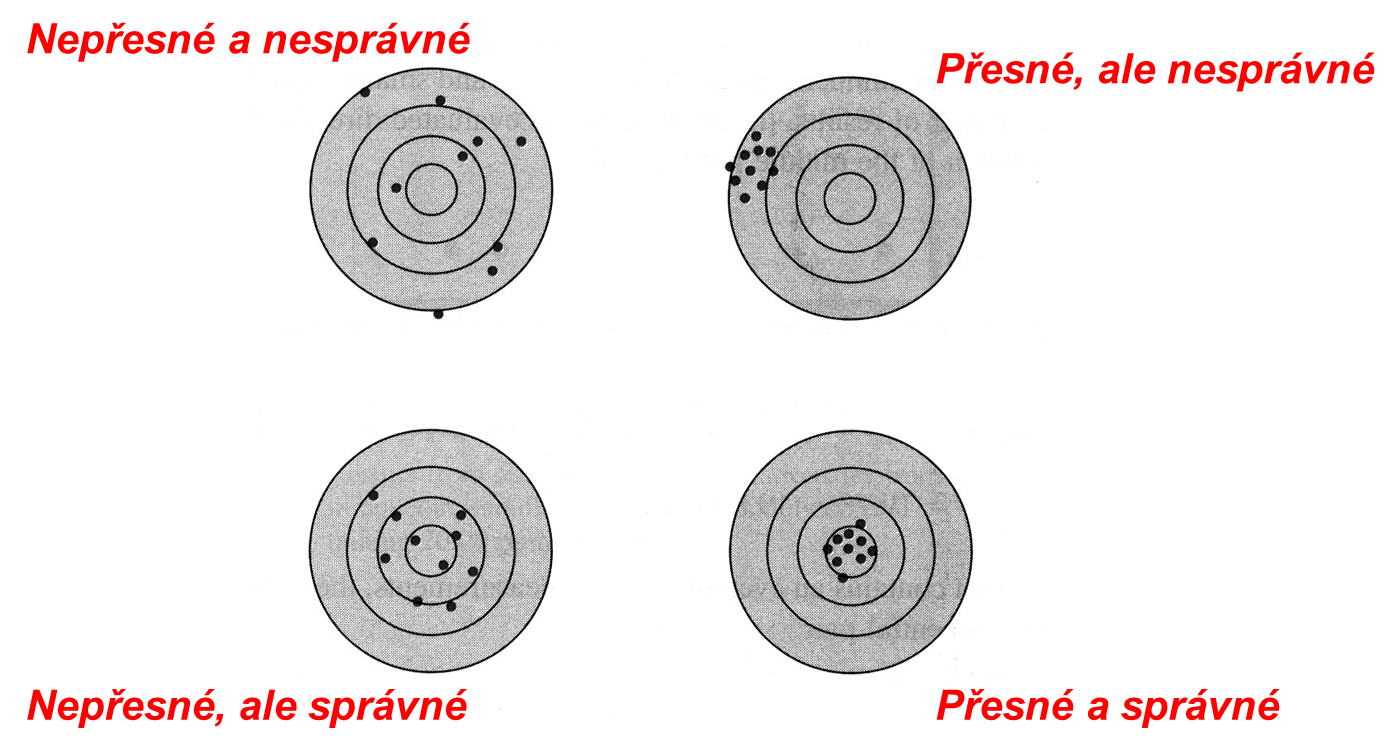 Nepřesné a nesprávné
Přesné, ale nesprávné
Nepřesné, ale správné
Přesné a správné